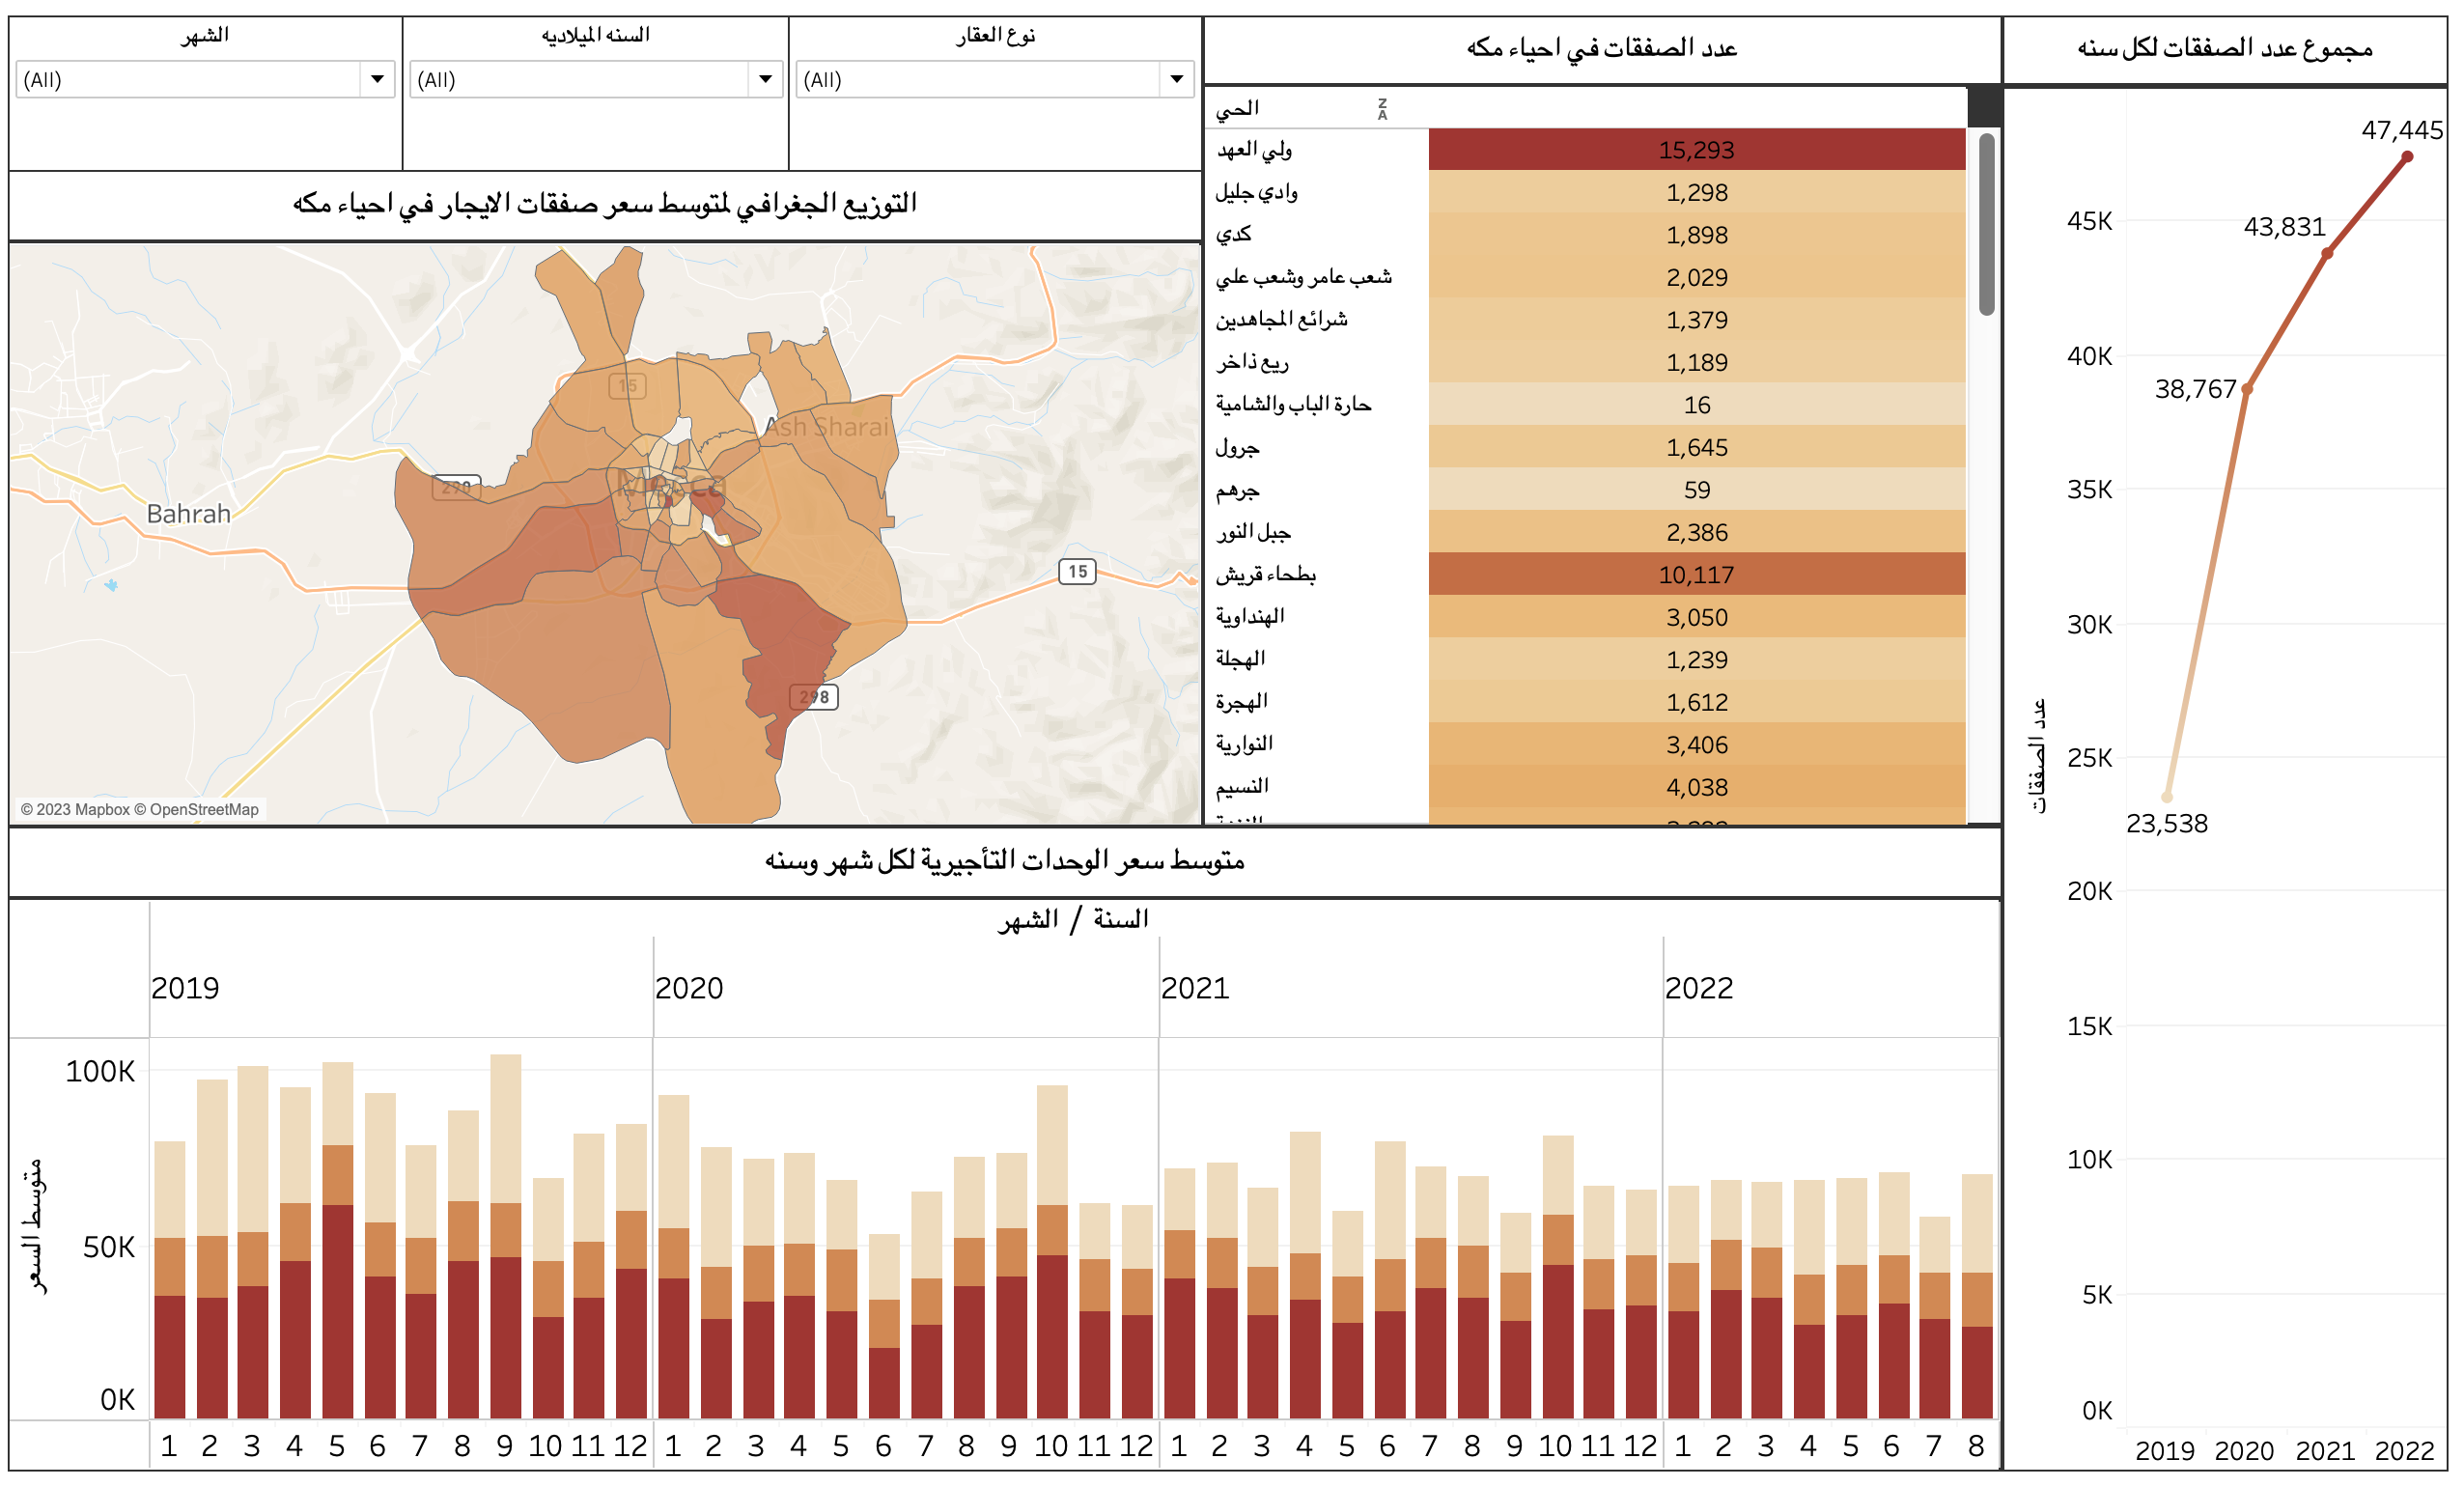 الشهر
(All)
السنه الميلاديه
(All)
نوع العقار
(All)
عدد الصفقات في احياء مكه
مجموع عدد الصفقات لكل سنه
التوزيع الجغرافي لمتوسط سعر صفقات الايجار في احياء مكه
15
Ash Sharai
290
Mecca
Bahrah
15
298
© 2023 Mapbox © OpenStreetMap
الحي
Z
A
ولي العهد 15,293
وادي جليل 1,298
كدي 1,898
شعب عامر وشعب علي 2,029
شرائع المجاهدين 1,379
ريع ذاخر 1,189
حارة الباب والشامية 16
جرول 1,645
جرهم 59
جبل النور 2,386
بطحاء قريش 10,117
الهنداوية 3,050
الهجلة 1,239
الهجرة 1,612
النوارية 3,406
النسيم 4,038
47,445
43,831
38,767
23,538
عدد الصفقات
45K
40K
35K
30K
25K
20K
15K
10K
5K
0K
2019 2020 2021 2022
متوسط سعر الوحدات التأجيرية لكل شهر وسنه
السنة / الشهر
2019 2020 2021 2022
متوسط السعر
100K
50K
0K
1 2 3 4 5 6 7 8 9 10 11 12 1 2 3 4 5 6 7 8 9 10 11 12 1 2 3 4 5 6 7 8 9 10 11 12 1 2 3 4 5 6 7 8